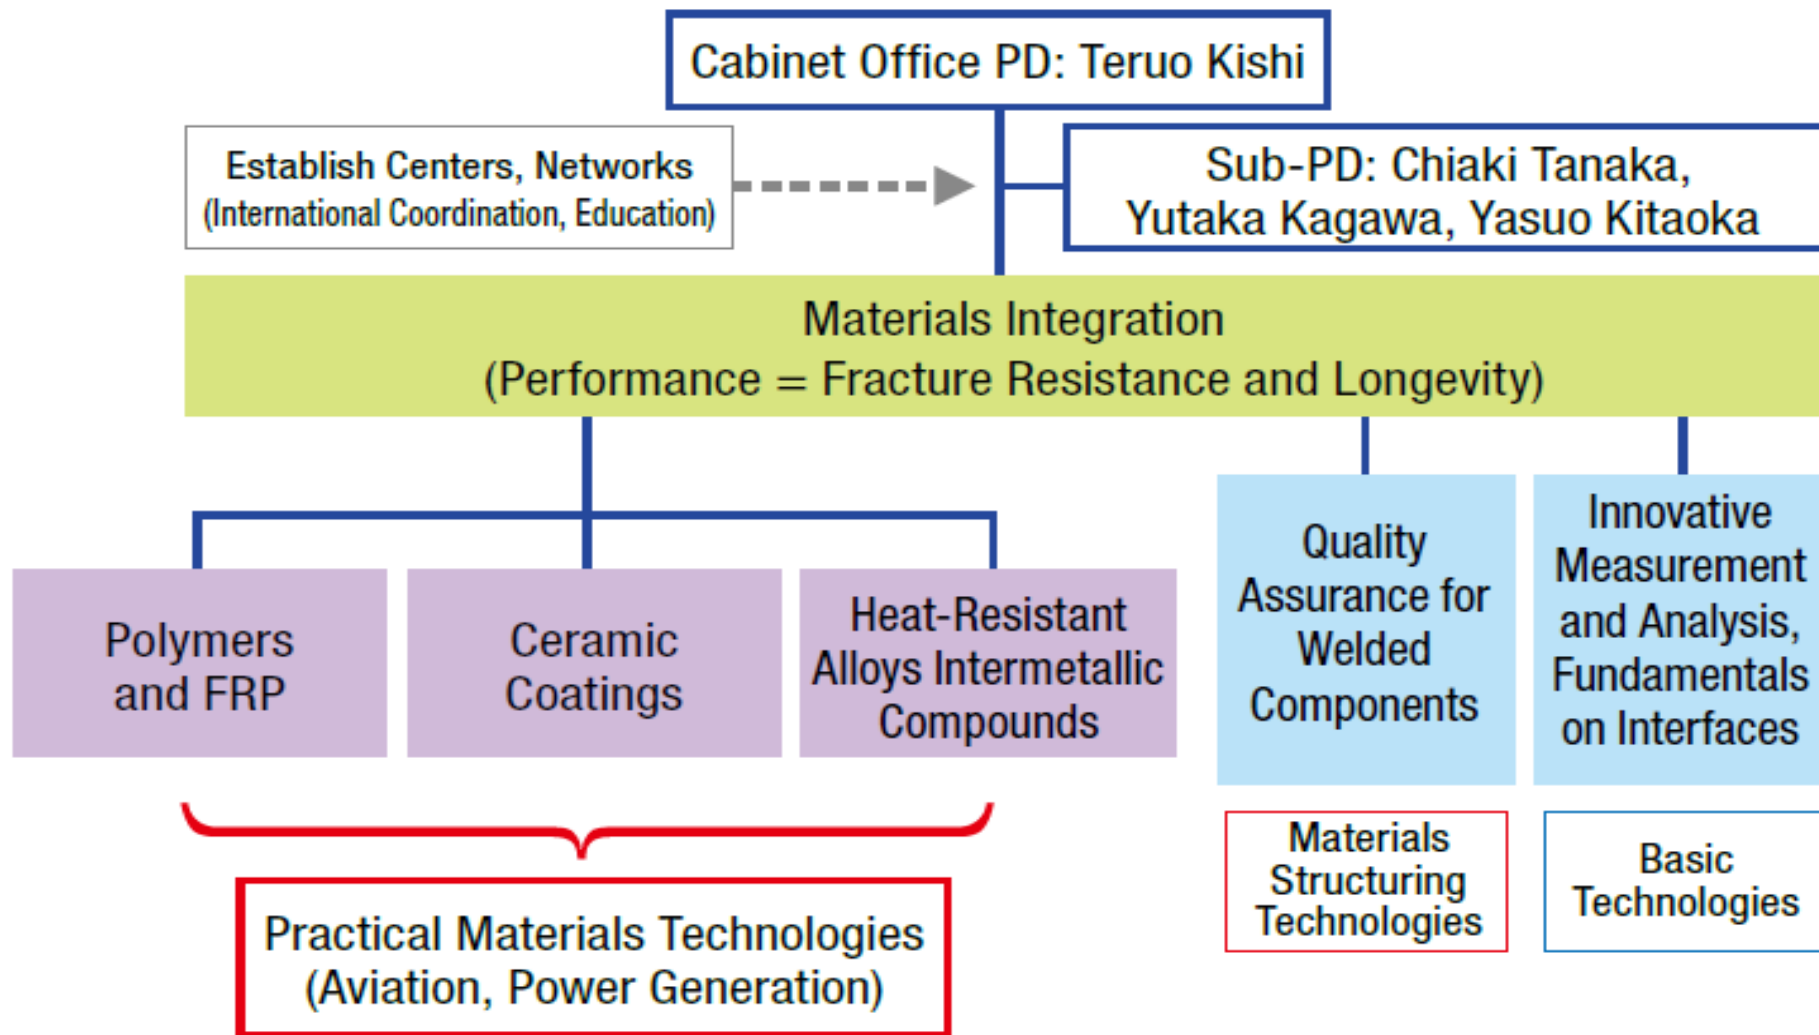 Cabinet Office PD: Teruo Kishi
Establish Centers, Networks
(International Coordination, Education)
Sub-PD: Chiaki Tanaka,
Yutaka Kagawa, Yasuo Kitaoka
Materials Integration
(Performance = Fracture Resistance and Longevity)
Polymers
and FRP
Ceramic
Coatings
Heat-Resistant
Alloys Intermetallic
Compounds
Quality
Assurance for
Welded
Components
Innovative
Measurement
and Analysis,
Fundamentals
on Interfaces
Practical Materials Technologies
(Aviation, Power Generation)
Materials
Structuring
Technologies
Basic
Technologies